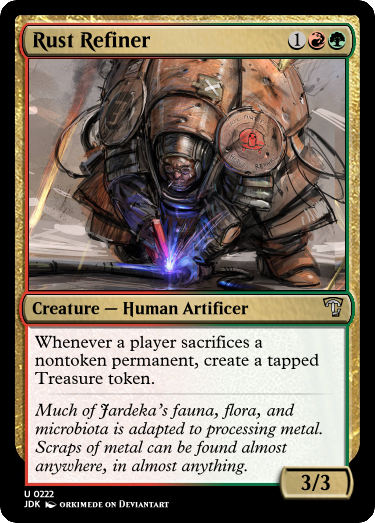 Rust Refiner 1
Creature — Human Artificer
Whenever a player sacrifices a
nontoken permanent, create a tapped
Treasure token.
Much of Jardeka's fauna, flora, and
microbiota is adapted to processing metal.
Scraps of metal can be found almost
anywhere, in almost anything.
3/3
U 0222
JDK orkimede on Deviantart